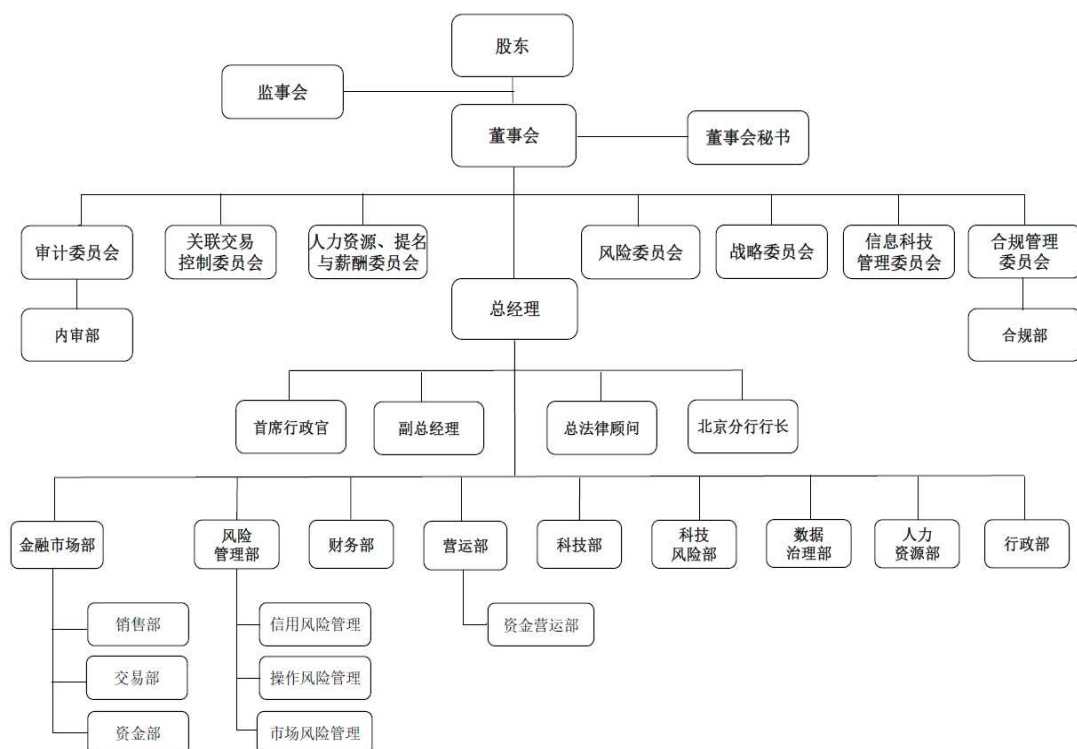 股东
监事会
董事会
董事会秘书
审计委员会
关联交易
控制委员会
人力资源、提名
与薪酬委员会
风险委员会
战略委员会
信息科技
管理委员会
合规管理
委员会
总经理
内审部
合规部
首席行政官
副总经理
总法律顾问
北京分行行长
金融市场部
风险
管理部
财务部
营运部
科技部
科技
风险部
数据
治理部
人力
资源部
行政部
销售部
信用风险管理
资金营运部
交易部
操作风险管理
资金部
市场风险管理